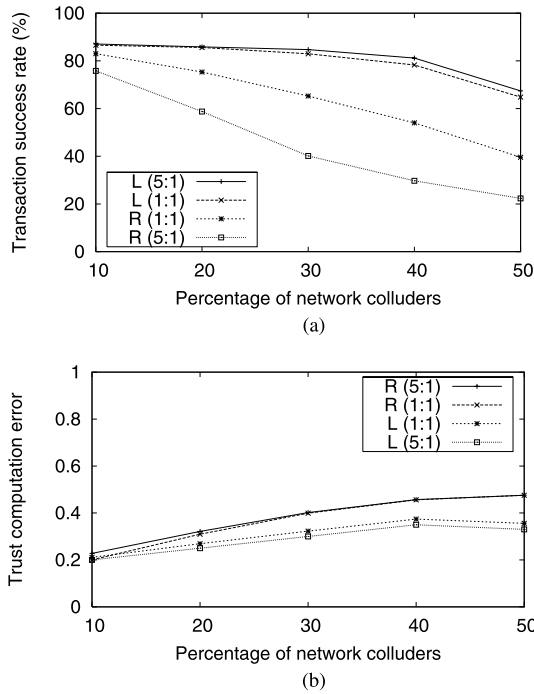 100
80
60
40
20
0
Transaction success rate (%)
L (5:1)
L (1:1)
R (1:1)
R (5:1)
10 20 30 40 50
Percentage of network colluders
(a)
1
0.8
0.6
0.4
0.2
0
Trust computation error
R (5:1)
R (1:1)
L (1:1)
L (5:1)
10 20 30 40 50
Percentage of network colluders
(b)